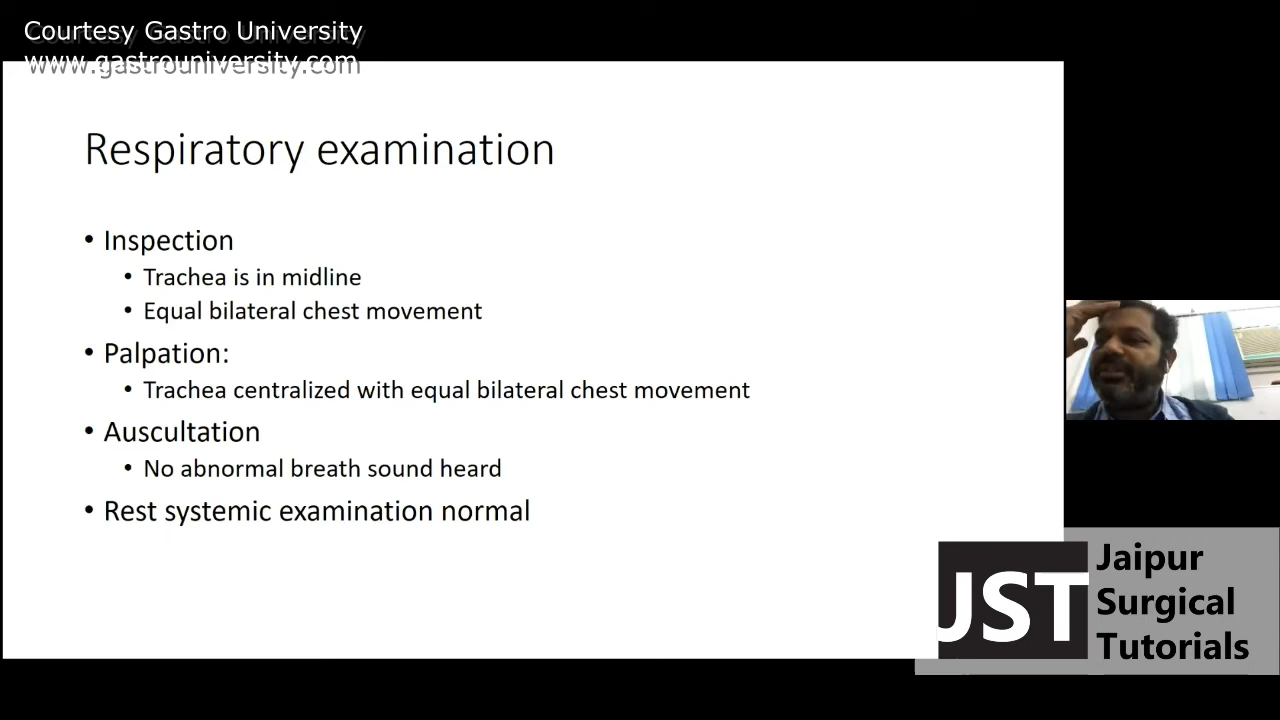 Courtesy Gastro University
www.gastrouniversity.com
Respiratory examination
• Inspection
• Trachea is in midline
• Equal bilateral chest movement
• Palpation:
• Trachea centralized with equal bilateral chest movement
• Auscultation
• No abnormal breath sound heard
• Rest systemic examination normal
JST
Jaipur
Surgical
Tutorials